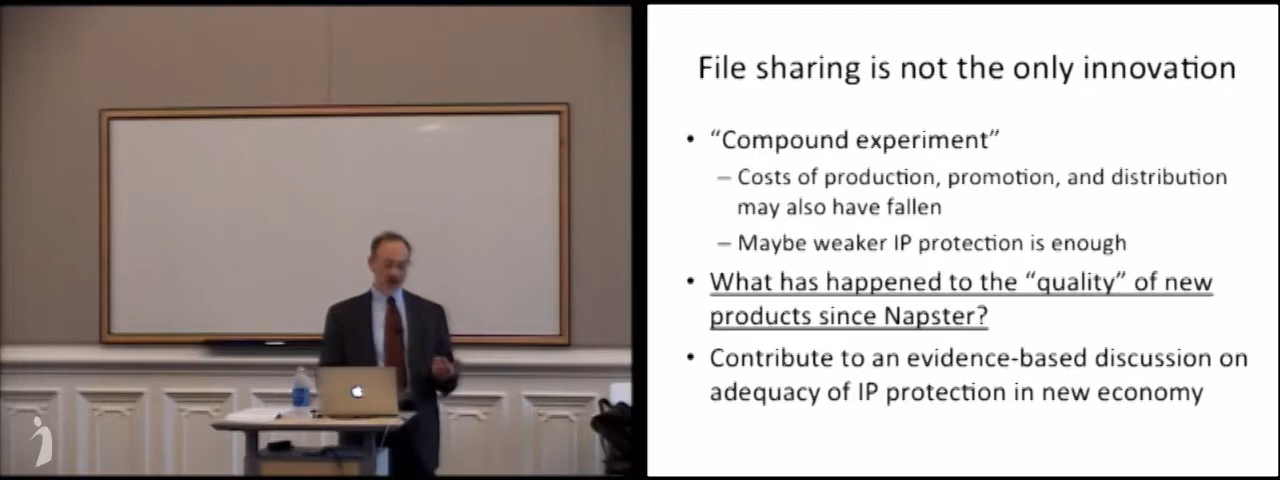 File sharing is not the only innovation
• “Compound experiment”
– Costs of production, promotion, and distribution
may also have fallen
– Maybe weaker IP protection is enough
• What has happened to the “quality” of new
products since Napster?
• Contribute to an evidence-based discussion on
adequacy of IP protection in new economy